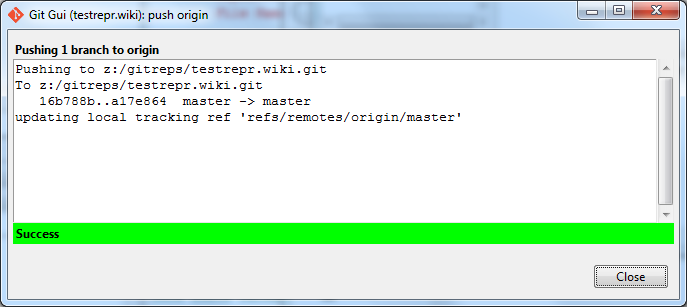 Git Gui (testrepr.wiki): push origin
Pushing 1 branch to origin
Pushing to z:/gitreps/testrepr.wiki.git
To z:/gitreps/testrepr.wiki.git
   16b788b..a17e864  master -> master
updating local tracking ref 'refs/remotes/origin/master'
Success
Close